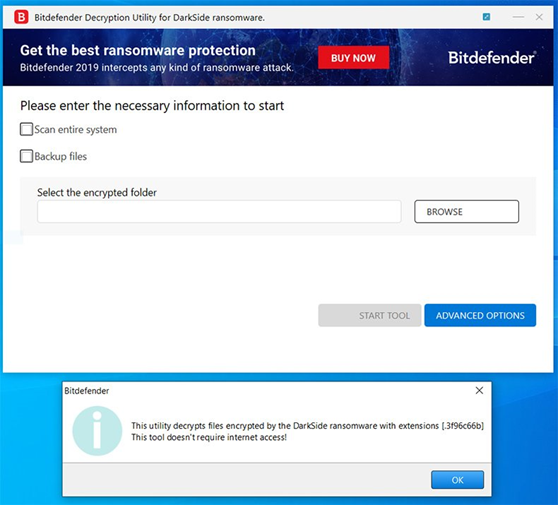 Bitdefender Decryption Utility for DarkSide ransomware.
Get the best ransomware protection
Bitdefender 2019 intercepts any kind of ransomware attack.
BUY NOW
Bitdefender®
Please enter the necessary information to start
Scan entire system
Backup files
Select the encrypted folder
BROWSE
START TOOL
ADVANCED OPTIONS
Bitdefender
This utility decrypts files encrypted by the DarkSide ransomware with extensions [.3f96c66b]
This tool doesn't require internet access!
OK